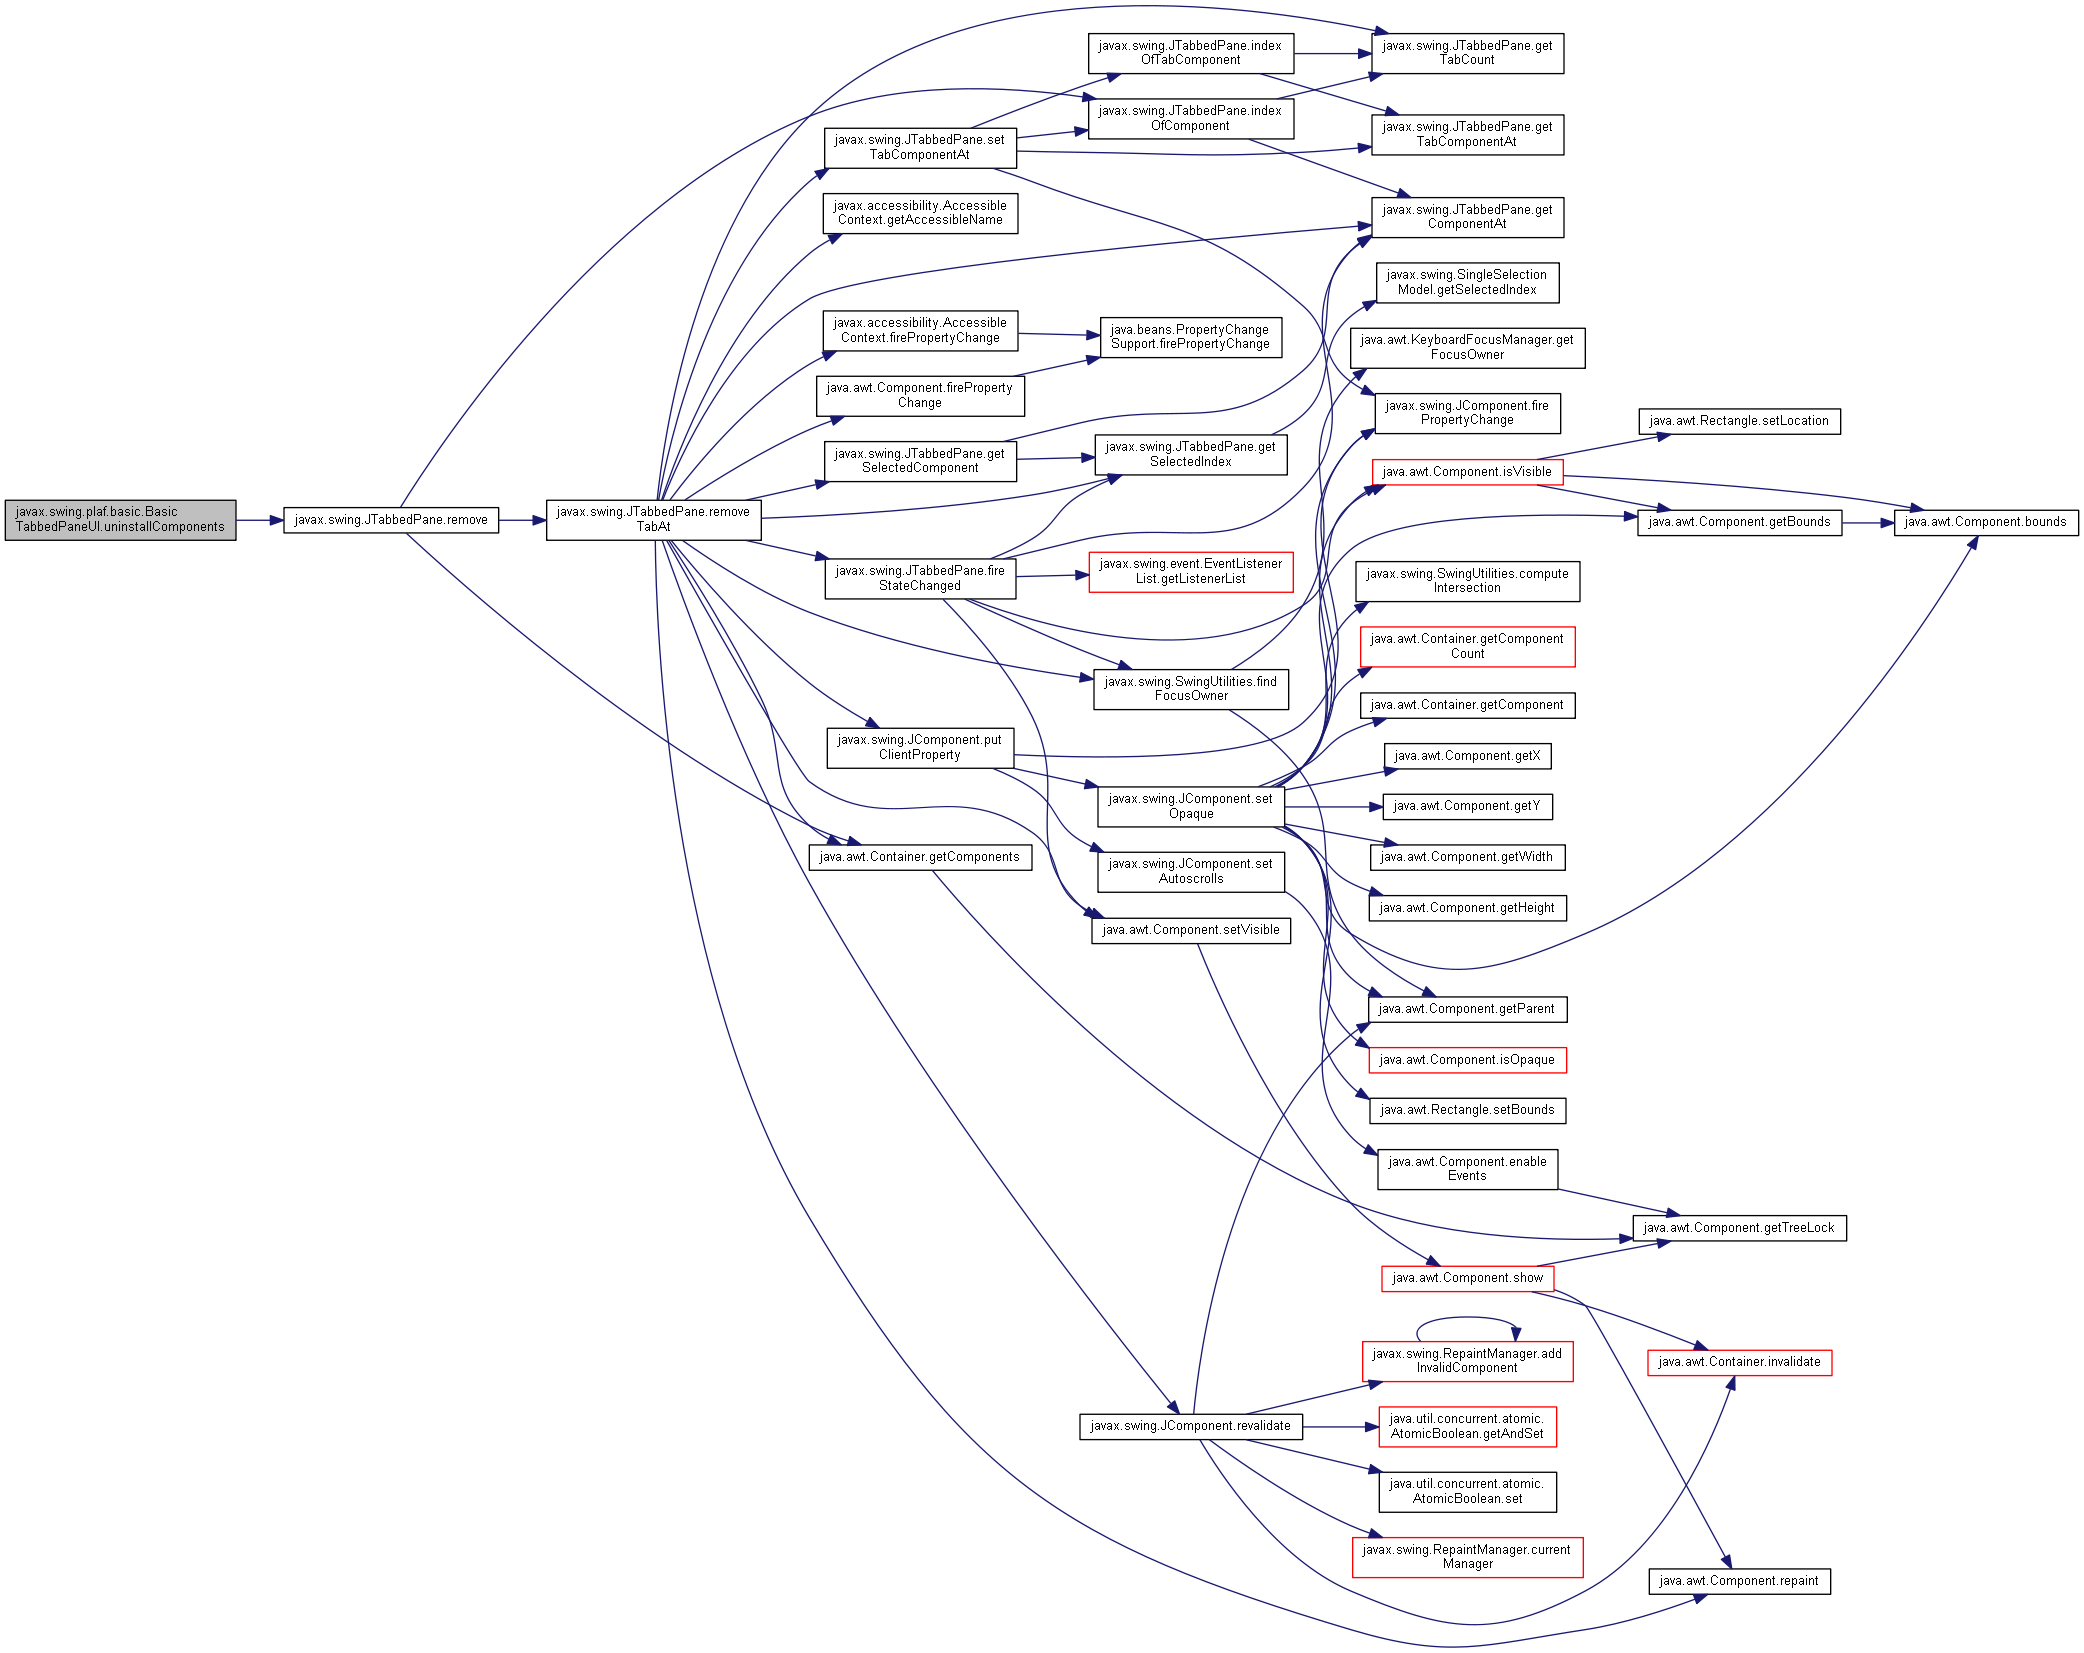 javax.swing.plaf.basic.Basic
TabbedPaneUI.uninstallComponents
javax.swing.JTabbedPane.remove
javax.swing.JTabbedPane.remove
TabAt
javax.swing.JTabbedPane.set
TabComponentAt
javax.accessibility.Accessible
Context.getAccessibleName
javax.accessibility.Accessible
Context.firePropertyChange
java.awt.Component.fireProperty
Change
javax.swing.JTabbedPane.get
SelectedComponent
javax.swing.JTabbedPane.fire
StateChanged
javax.swing.JComponent.put
ClientProperty
java.awt.Container.getComponents
javax.swing.JTabbedPane.index
OfTabComponent
javax.swing.JTabbedPane.index
OfComponent
java.beans.PropertyChange
Support.firePropertyChange
javax.swing.JTabbedPane.get
SelectedIndex
javax.swing.event.EventListener
List.getListenerList
javax.swing.SwingUtilities.find
FocusOwner
javax.swing.JComponent.set
Opaque
javax.swing.JComponent.set
Autoscrolls
java.awt.Component.setVisible
javax.swing.JComponent.revalidate
javax.swing.JTabbedPane.get
TabCount
javax.swing.JTabbedPane.get
TabComponentAt
javax.swing.JTabbedPane.get
ComponentAt
javax.swing.SingleSelection
Model.getSelectedIndex
java.awt.KeyboardFocusManager.get
FocusOwner
javax.swing.JComponent.fire
PropertyChange
java.awt.Component.isVisible
javax.swing.SwingUtilities.compute
Intersection
java.awt.Container.getComponent
Count
java.awt.Container.getComponent
java.awt.Component.getX
java.awt.Component.getY
java.awt.Component.getWidth
java.awt.Component.getHeight
java.awt.Component.getParent
java.awt.Component.isOpaque
java.awt.Rectangle.setBounds
java.awt.Component.enable
Events
java.awt.Component.show
javax.swing.RepaintManager.add
InvalidComponent
java.util.concurrent.atomic.
AtomicBoolean.getAndSet
java.util.concurrent.atomic.
AtomicBoolean.set
javax.swing.RepaintManager.current
Manager
java.awt.Rectangle.setLocation
java.awt.Component.getBounds
java.awt.Component.getTreeLock
java.awt.Container.invalidate
java.awt.Component.repaint
java.awt.Component.bounds